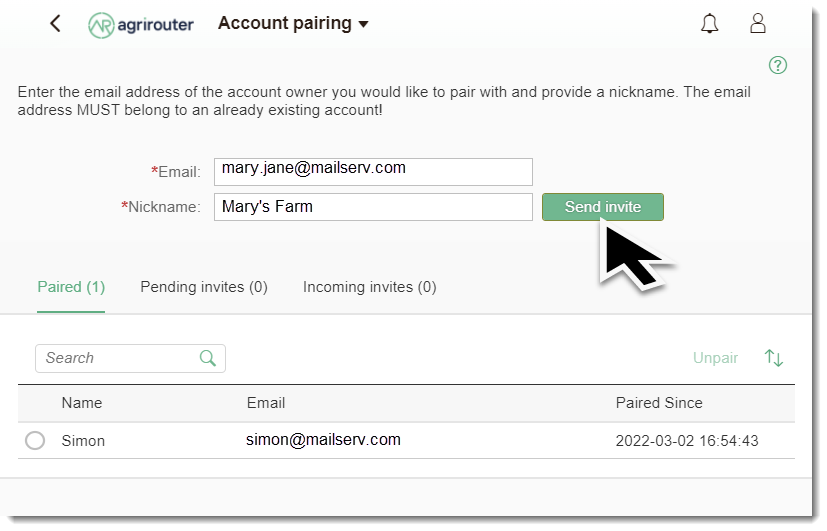 agrirouter Account pairing
?
Enter the email address of the account owner you would like to pair with and provide a nickname. The email
address MUST belong to an already existing account!
*Email: mary.jane@mailserv.com
*Nickname: Mary's Farm Send invite
Paired (1) Pending invites (0) Incoming invites (0)
Search Unpair
Name Email Paired Since
Simon simon@mailserv.com 2022-03-02 16:54:43